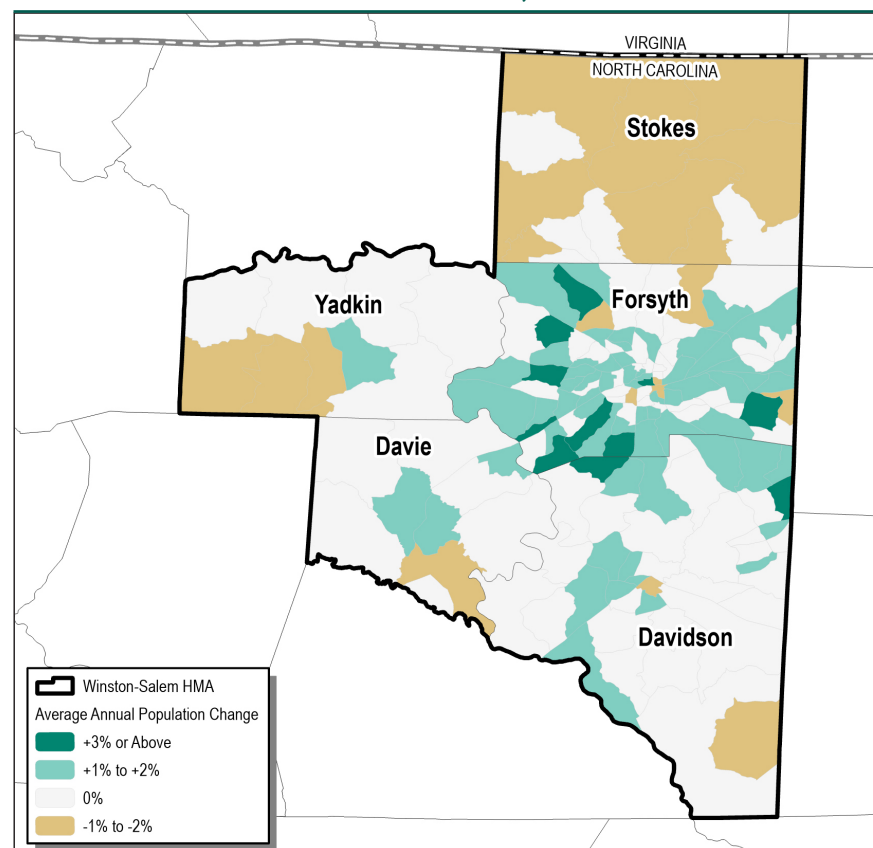 VIRGINIA
NORTH CAROLINA
Stokes
Forsyth
Yadkin
Davie
Davidson
Winston-Salem HMA
Average Annual Population Change
+3% or Above
+1% to +2%
0%
-1% to -2%